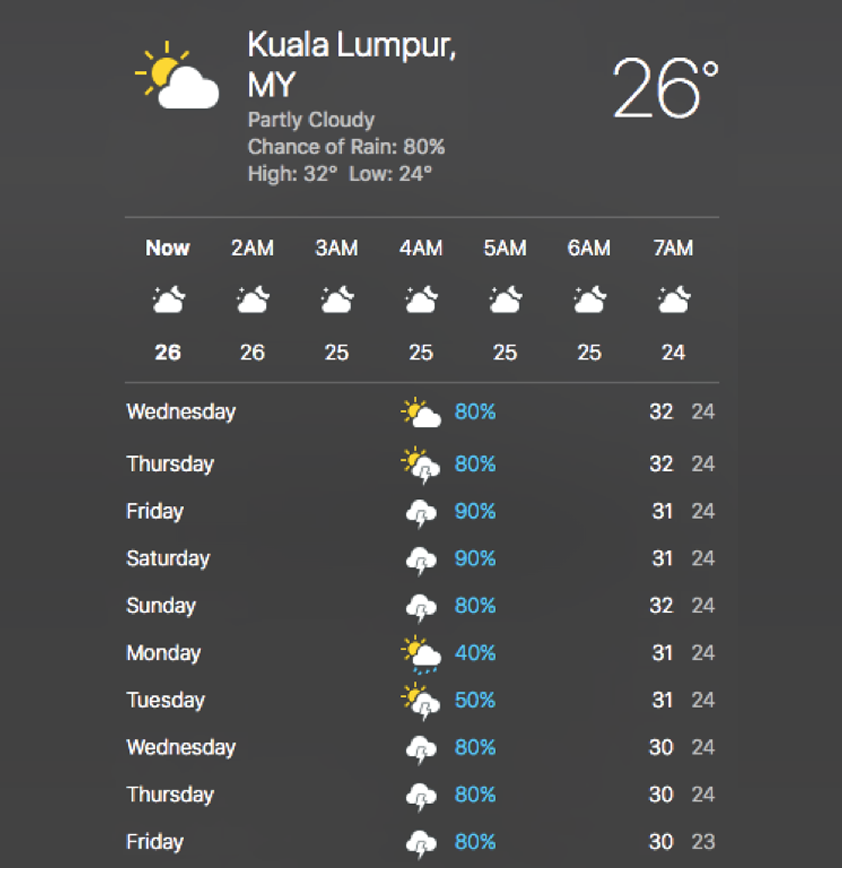 Kuala Lumpur,
MY
26°
Partly Cloudy
Chance of Rain: 80%
High: 32° Low: 24°
Now 2AM 3AM 4AM 5AM 6AM 7AM
26 26 25 25 25 25 24
Wednesday 80% 32 24
Thursday 80% 32 24
Friday 90% 31 24
Saturday 90% 31 24
Sunday 80% 32 24
Monday 40% 31 24
Tuesday 50% 31 24
Wednesday 80% 30 24
Thursday 80% 30 24
Friday 80% 30 23